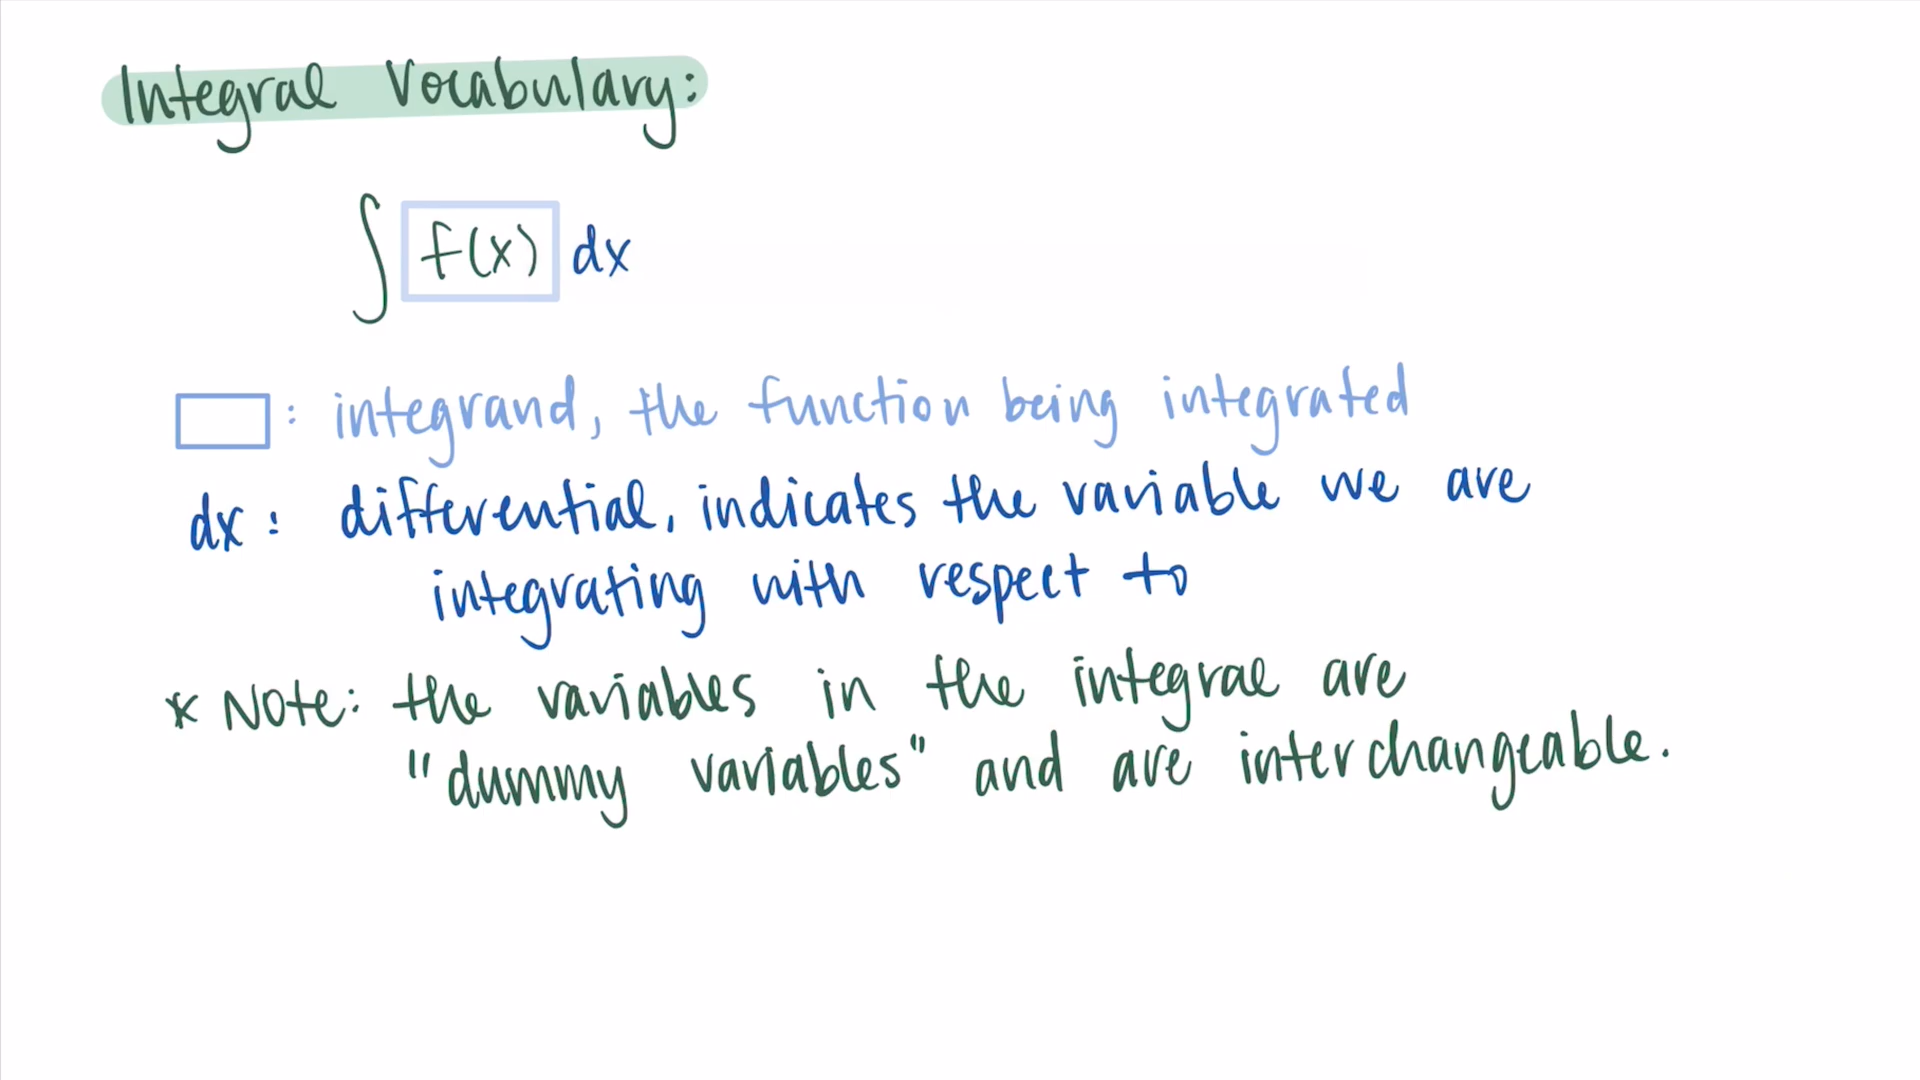 Integral Vocabulary:
∫ f(x) dx
: integrand, the function being integrated
dx: differential, indicates the variable we are
integrating with respect to
* Note: the variables in the integral are
"dummy variables" and are interchangeable.